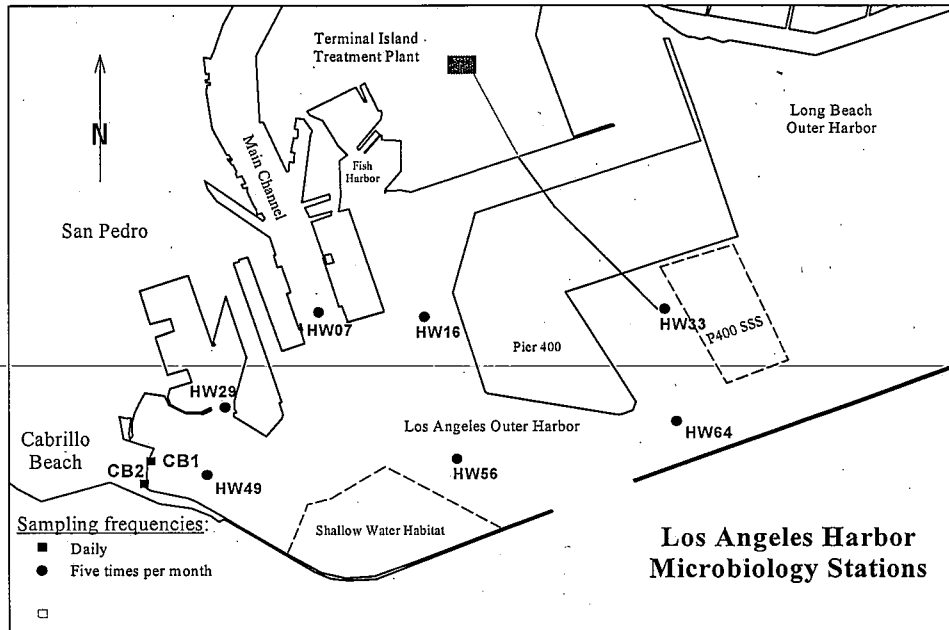 Terminal Island
Treatment Plant
Long Beach
Outer Harbor
N
Main Channel
Fish
Harbor
San Pedro
HW07
HW16
HW33
P400 SSS
Pier 400
HW29
Los Angeles Outer Harbor
HW64
Cabrillo
Beach
CB1
CB2
HW49
HW56
Sampling frequencies:
Daily
Five times per month
Shallow Water Habitat
Los Angeles Harbor
Microbiology Stations